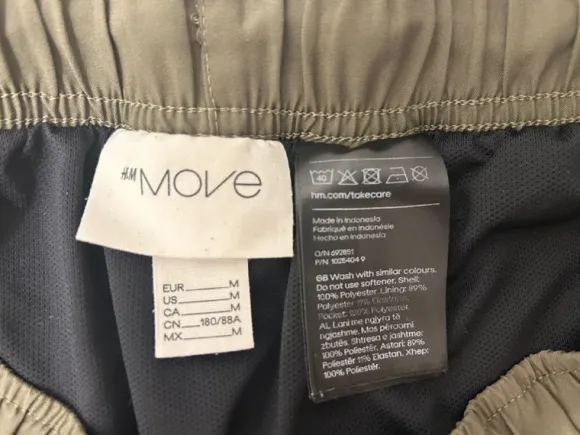 H&M MOVE
EUR M
US M
CA M
CN 180/88A
MX M
40
hm.com/takecare
Made in Indonesia
Fabriqué en Indonésie
Hecho en Indonesia
O/N 692851
P/N 1025404 9
GB Wash with similar colours.
Do not use softener. Shell:
100% Polyester. Lining: 89%
Polyester 11% Elastane.
Pocket: 100% Polyester.
AL Lani me ngjyra të
ngjashme. Mos përdorni
zbutës. Shtresa e jashtme:
100% Poliestër. Astari: 89%
Poliestër 11% Elastan. Xhep:
100% Poliestër.